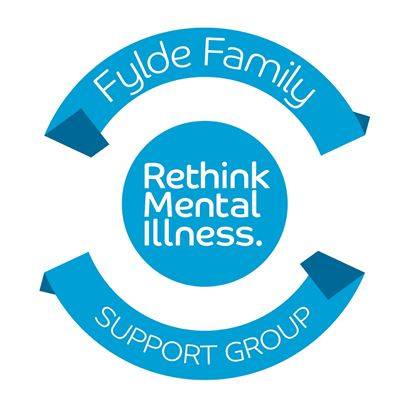 Fylde Family
Rethink
Mental
Illness.
SUPPORT GROUP